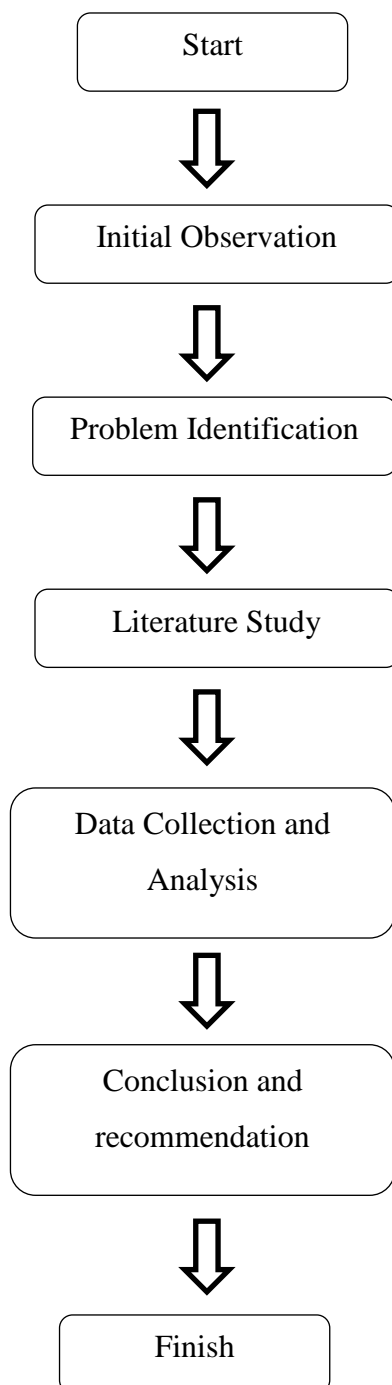 Start
Initial Observation
Problem Identification
Literature Study
Data Collection and
Analysis
Conclusion and
recommendation
Finish